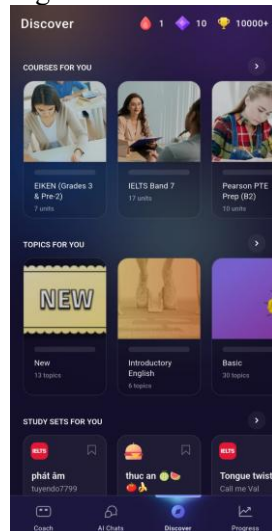 Discover 1 10 10000+
COURSES FOR YOU
EIKEN (Grades 3
& Pre-2)
7 units
IELTS Band 7
17 units
Pearson PTE
Prep (B2)
10 units
TOPICS FOR YOU
NEW
New
13 topics
Introductory
English
6 topics
Basic
30 topics
STUDY SETS FOR YOU
IELTS
phát âm
tuyendo7799
thuc an
IELTS
Tongue twist
Call me Val
Coach
AI Chats
Discover
Progress